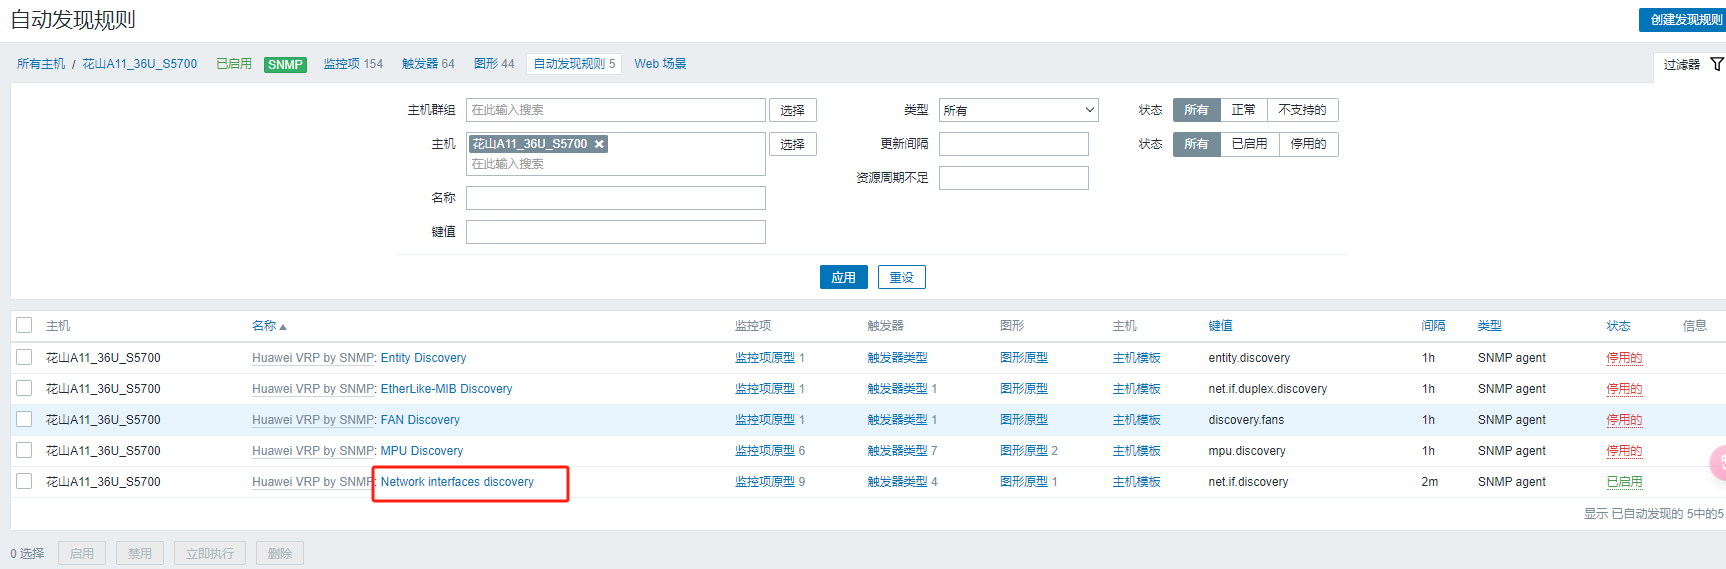 自动发现规则
创建发现规则
所有主机 / 花山A11_36U_S5700 已启用 SNMP 监控项 154 触发器 64 图形 44 自动发现规则 5 Web 场景
过滤器
主机群组 在此输入搜索 选择 类型 所有 状态 所有 正常 不支持的
主机 花山A11_36U_S5700 选择 更新间隔 状态 所有 已启用 停用的
在此输入搜索
资源周期不足
名称
键值
应用 重设
主机 名称 监控项 触发器 图形 主机 键值 间隔 类型 状态 信息
花山A11_36U_S5700 Huawei VRP by SNMP: Entity Discovery 监控项原型 1 触发器类型 图形原型 主机模板 entity.discovery 1h SNMP agent 停用的
花山A11_36U_S5700 Huawei VRP by SNMP: EtherLike-MIB Discovery 监控项原型 1 触发器类型 1 图形原型 主机模板 net.if.duplex.discovery 1h SNMP agent 停用的
花山A11_36U_S5700 Huawei VRP by SNMP: FAN Discovery 监控项原型 1 触发器类型 1 图形原型 主机模板 discovery.fans 1h SNMP agent 停用的
花山A11_36U_S5700 Huawei VRP by SNMP: MPU Discovery 监控项原型 6 触发器类型 7 图形原型 2 主机模板 mpu.discovery 1h SNMP agent 停用的
花山A11_36U_S5700 Huawei VRP by SNMP: Network interfaces discovery 监控项原型 9 触发器类型 4 图形原型 1 主机模板 net.if.discovery 2m SNMP agent 已启用
显示 已自动发现的 5中的5
0 选择 启用 禁用 立即执行 删除